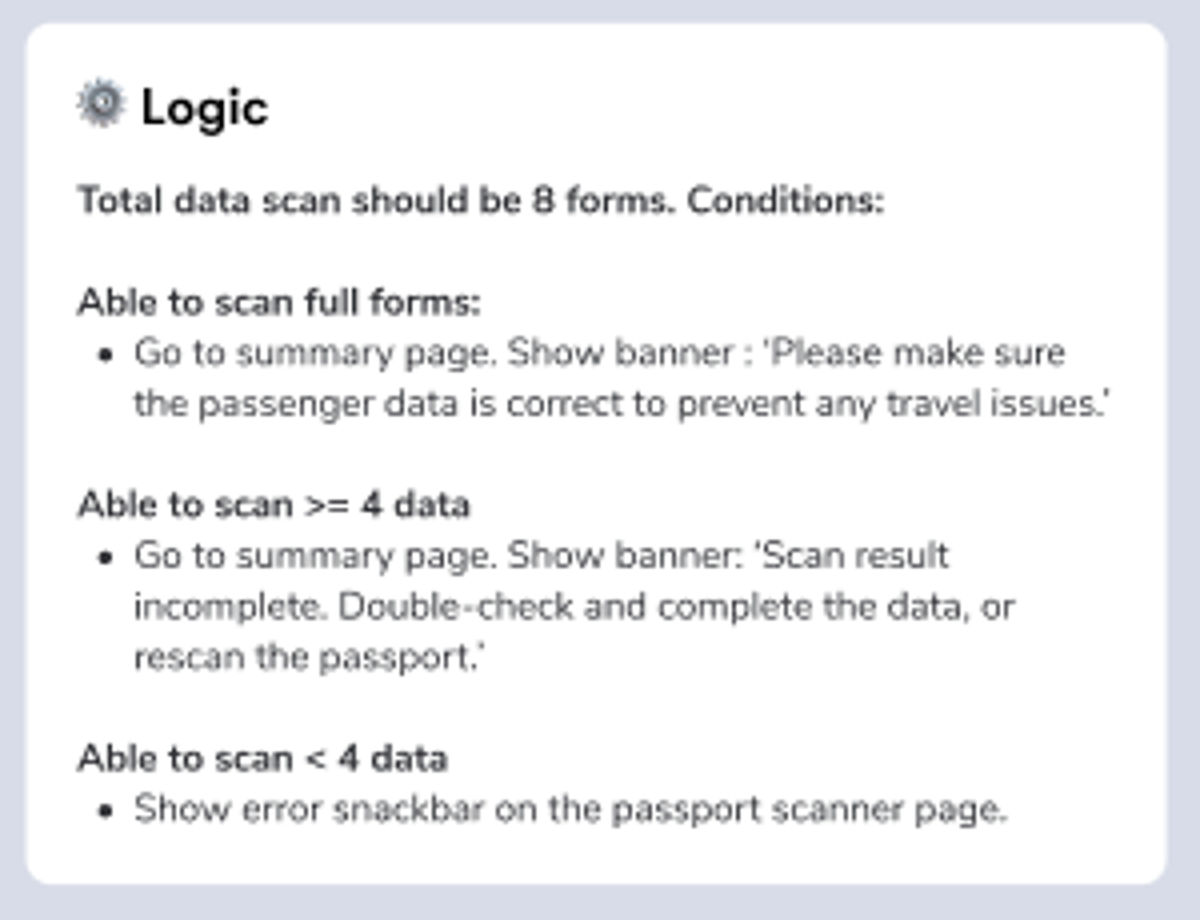 Logic
Total data scan should be 8 forms. Conditions:
Able to scan full forms:
• Go to summary page. Show banner : 'Please make sure
the passenger data is correct to prevent any travel issues.'
Able to scan >= 4 data
• Go to summary page. Show banner: 'Scan result
incomplete. Double-check and complete the data, or
rescan the passport.'
Able to scan < 4 data
• Show error snackbar on the passport scanner page.